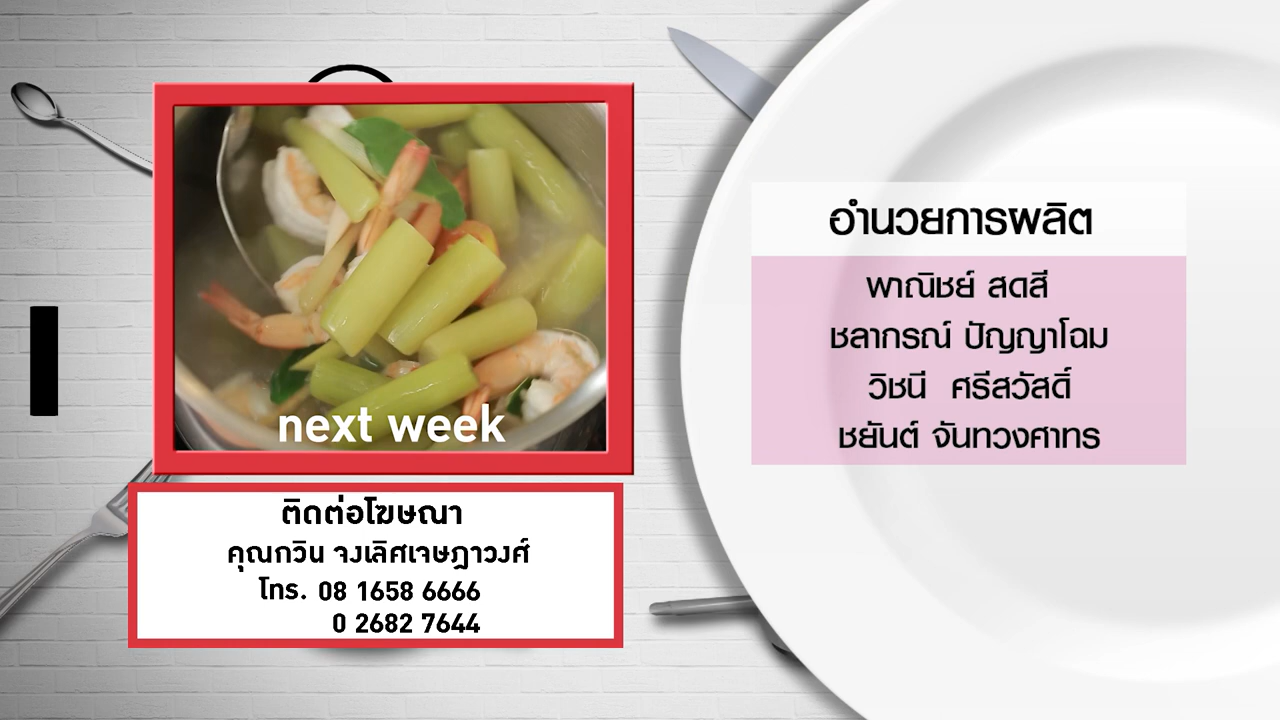 next week
ติดต่อโฆษณา
คุณกวิน จงเลิศเจษฎาวงศ์
โทร. 08 1658 6666
0 2682 7644
อำนวยการผลิต
พาณิชย์ สดสี
ชลากรณ์ ปัญญาโฉม
วิชนี ศรีสวัสดิ์
ชยันต์ จันทวงศาทร